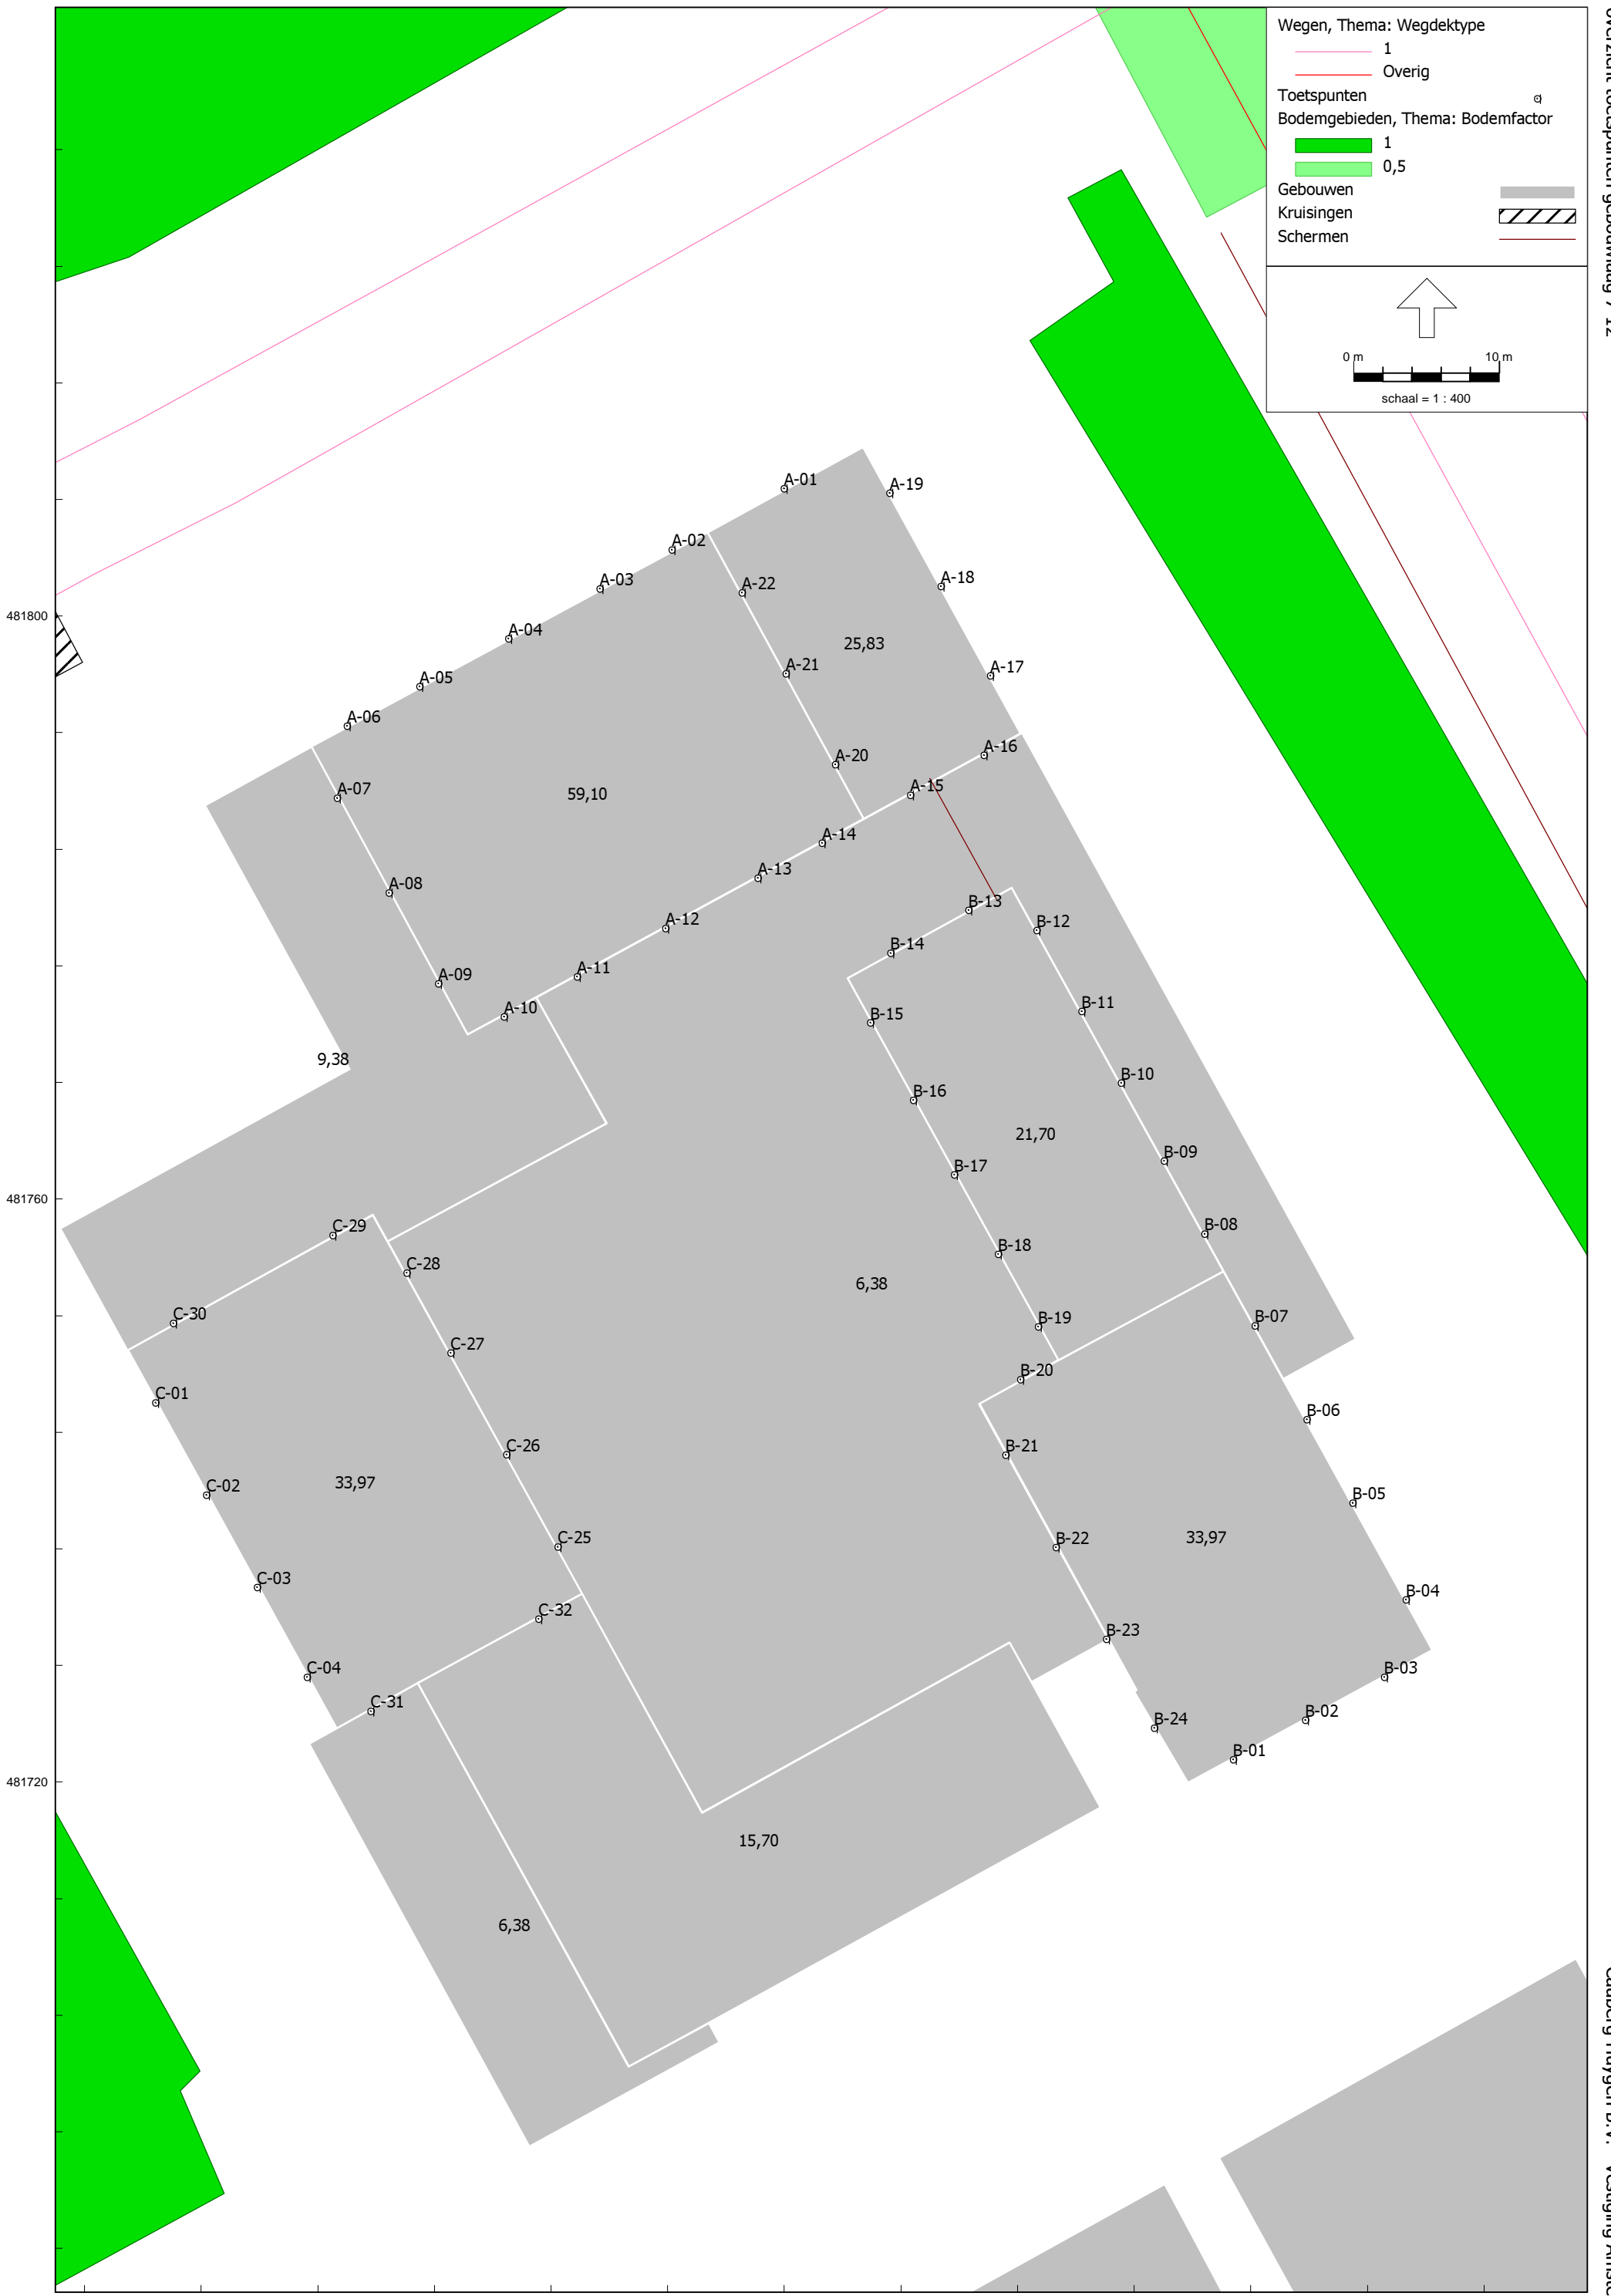 Wegen, Thema: Wegdektype
1
Overig
Toetspunten
Bodemgebieden, Thema: Bodemfactor
1
0,5
Gebouwen
Kruisingen
Schermen
0 m 10 m
schaal = 1 : 400
A-01
A-19
A-02
A-22
A-03
A-18
481800
A-04
25,83
A-21
A-17
A-05
A-06
A-16
A-20
A-07
59,10
A-15
A-14
A-13
A-08
B-13
A-12
B-12
B-14
A-11
A-09
B-11
A-10
B-15
9,38
B-10
B-16
21,70
B-09
B-17
481760
C-29
B-08
B-18
C-28
6,38
C-30
B-19
B-07
C-27
B-20
C-01
B-06
C-26
B-21
C-02
33,97
B-05
C-25
B-22
33,97
C-03
B-04
C-32
B-23
C-04
B-03
C-31
B-02
B-24
B-01
481720
15,70
6,38